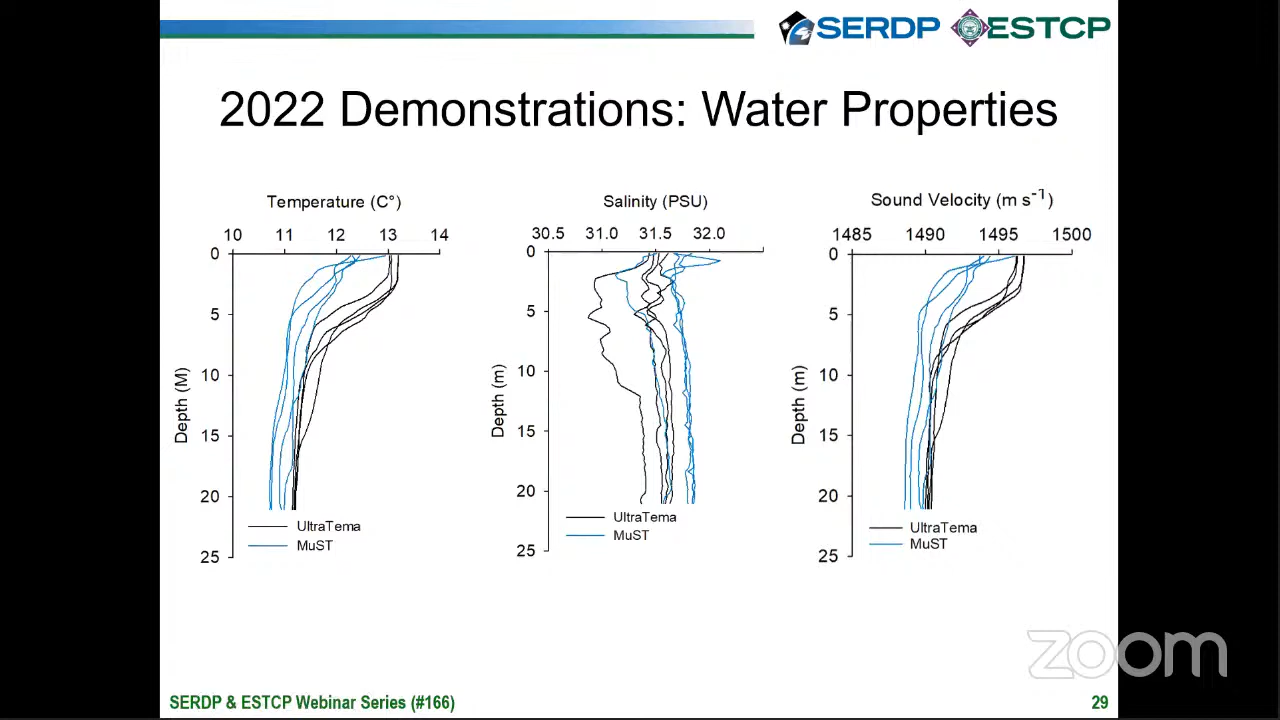 SERDP ESTCP
2022 Demonstrations: Water Properties
Temperature (C°)
10 11 12 13 14
0
5
10
15
20
25
Depth (M)
UltraTema
MuST
Salinity (PSU)
30.5 31.0 31.5 32.0
0
5
10
15
20
25
Depth (m)
UltraTema
MuST
Sound Velocity (m s-1)
1485 1490 1495 1500
0
5
10
15
20
25
Depth (m)
UltraTema
MuST
zoom
SERDP & ESTCP Webinar Series (#166)
29